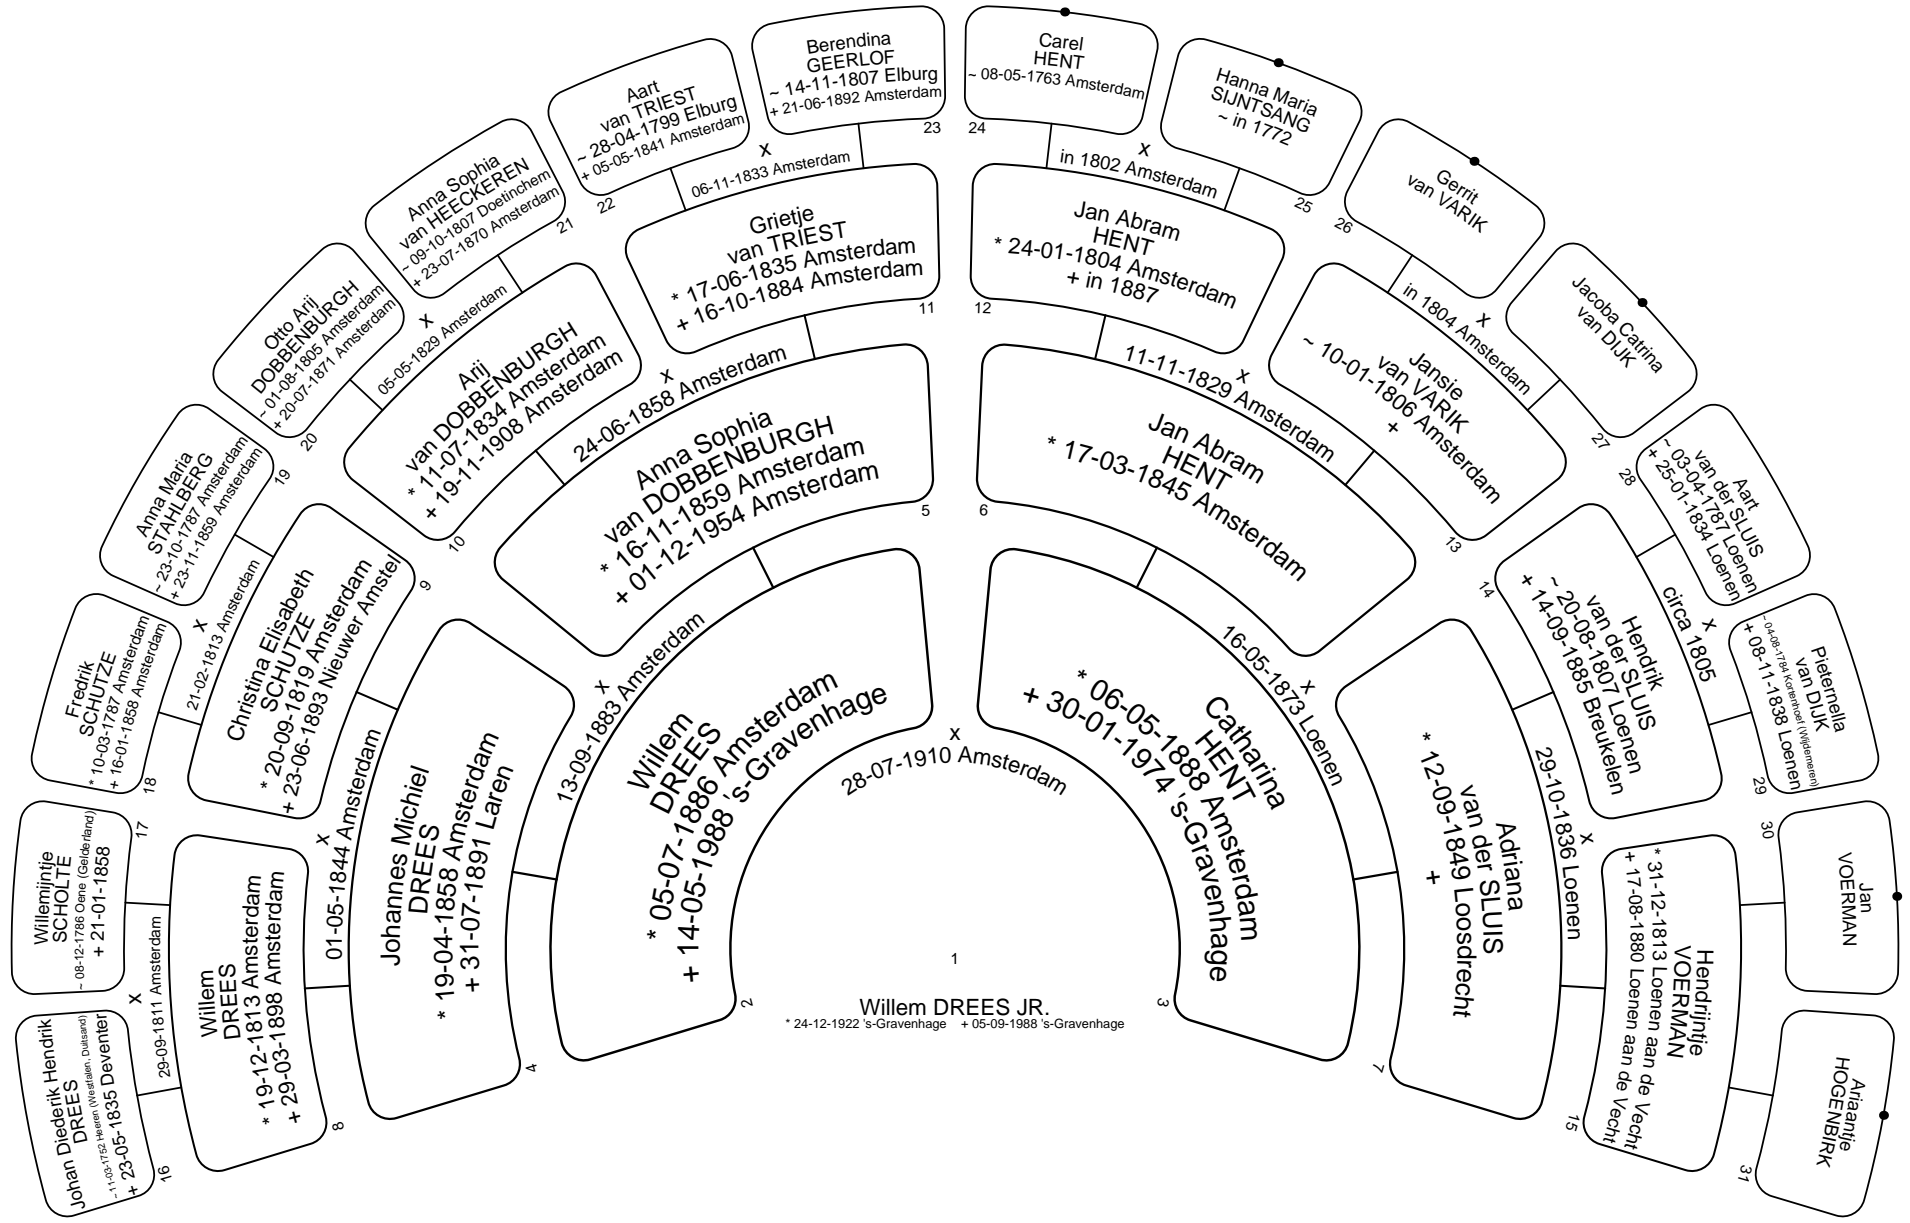 1
Willem DREES JR.
* 24-12-1922 's-Gravenhage + 05-09-1988 's-Gravenhage
2
Willem
DREES
* 05-07-1886 Amsterdam
+ 14-05-1988 's-Gravenhage
x
28-07-1910 Amsterdam
3
Catharina
HENT
* 06-05-1888 Amsterdam
+ 30-01-1974 's-Gravenhage
4
Johannes Michiel
DREES
* 19-04-1858 Amsterdam
+ 31-07-1891 Laren
x
13-09-1883 Amsterdam
5
Anna Sophia
van DOBBENBURGH
* 16-11-1859 Amsterdam
+ 01-12-1954 Amsterdam
6
Jan Abram
HENT
* 17-03-1845 Amsterdam
x
16-05-1873 Loenen
7
Adriana
van der SLUIS
* 12-09-1849 Loosdrecht
+
8
Willem
DREES
* 19-12-1813 Amsterdam
+ 29-03-1898 Amsterdam
x
01-05-1844 Amsterdam
9
Christina Elisabeth
SCHUTZE
* 20-09-1819 Amsterdam
+ 23-06-1893 Nieuwer Amstel
10
Arij
van DOBBENBURGH
* 11-07-1834 Amsterdam
+ 19-11-1908 Amsterdam
x
24-06-1858 Amsterdam
11
Grietje
van TRIEST
* 17-06-1835 Amsterdam
+ 16-10-1884 Amsterdam
12
Jan Abram
HENT
* 24-01-1804 Amsterdam
+ in 1887
x
11-11-1829 Amsterdam
13
Jansie
van VARIK
~ 10-01-1806 Amsterdam
+
14
Hendrik
van der SLUIS
~ 20-08-1807 Loenen
+ 14-09-1885 Breukelen
x
29-10-1836 Loenen
15
Hendrijntje
VOERMAN
* 31-12-1813 Loenen aan de Vecht
+ 17-08-1880 Loenen aan de Vecht
16
Johan Diederik Hendrik
DREES
~ 11-03-1752 Heeren (Westfalen, Duitsand)
+ 23-05-1835 Deventer
x
29-09-1811 Amsterdam
17
Willemijntje
SCHOLTE
~ 08-12-1786 Oene (Gelderland)
+ 21-01-1858
18
Fredrik
SCHUTZE
* 10-03-1787 Amsterdam
+ 16-01-1858 Amsterdam
x
21-02-1813 Amsterdam
19
Anna Maria
STAHLBERG
~ 23-10-1787 Amsterdam
+ 23-11-1859 Amsterdam
20
Otto Arij
DOBBENBURGH
~ 01-08-1805 Amsterdam
+ 20-07-1871 Amsterdam
x
05-05-1829 Amsterdam
21
Anna Sophia
van HEECKEREN
~ 09-10-1807 Doetinchem
+ 23-07-1870 Amsterdam
22
Aart
van TRIEST
~ 28-04-1799 Elburg
+ 05-05-1841 Amsterdam
x
06-11-1833 Amsterdam
23
Berendina
GEERLOF
~ 14-11-1807 Elburg
+ 21-06-1892 Amsterdam
24
Carel
HENT
~ 08-05-1763 Amsterdam
x
in 1802 Amsterdam
25
Hanna Maria
SIJNTSANG
~ in 1772
26
Gerrit
van VARIK
x
in 1804 Amsterdam
27
Jacoba Catrina
van DIJK
28
Aart
van der SLUIS
~ 03-04-1787 Loenen
+ 25-01-1834 Loenen
x
circa 1805
29
Pieternella
van DIJK
~ 04-08-1784 Kortenhoef (Wijdemeren)
+ 08-11-1838 Loenen
30
Jan
VOERMAN
31
Ariaantje
HOGENBIRK